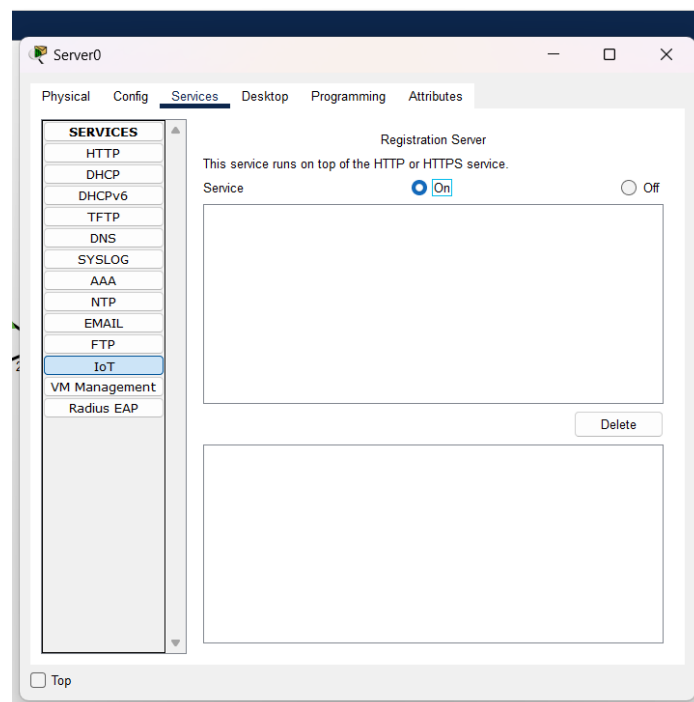 Server0
Physical Config Services Desktop Programming Attributes
SERVICES
HTTP
DHCP
DHCPv6
TFTP
DNS
SYSLOG
AAA
NTP
EMAIL
FTP
IoT
VM Management
Radius EAP
Registration Server
This service runs on top of the HTTP or HTTPS service.
Service On Off
Delete
2
Top